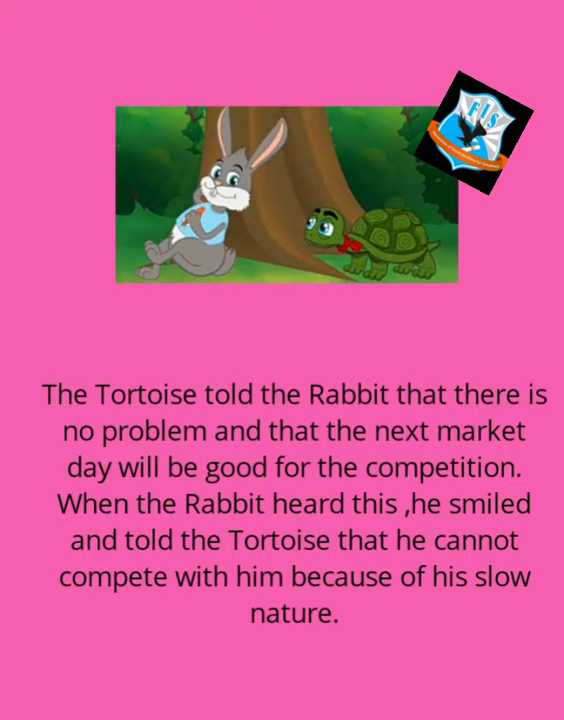 FIS
The Tortoise told the Rabbit that there is
no problem and that the next market
day will be good for the competition.
When the Rabbit heard this ,he smiled
and told the Tortoise that he cannot
compete with him because of his slow
nature.